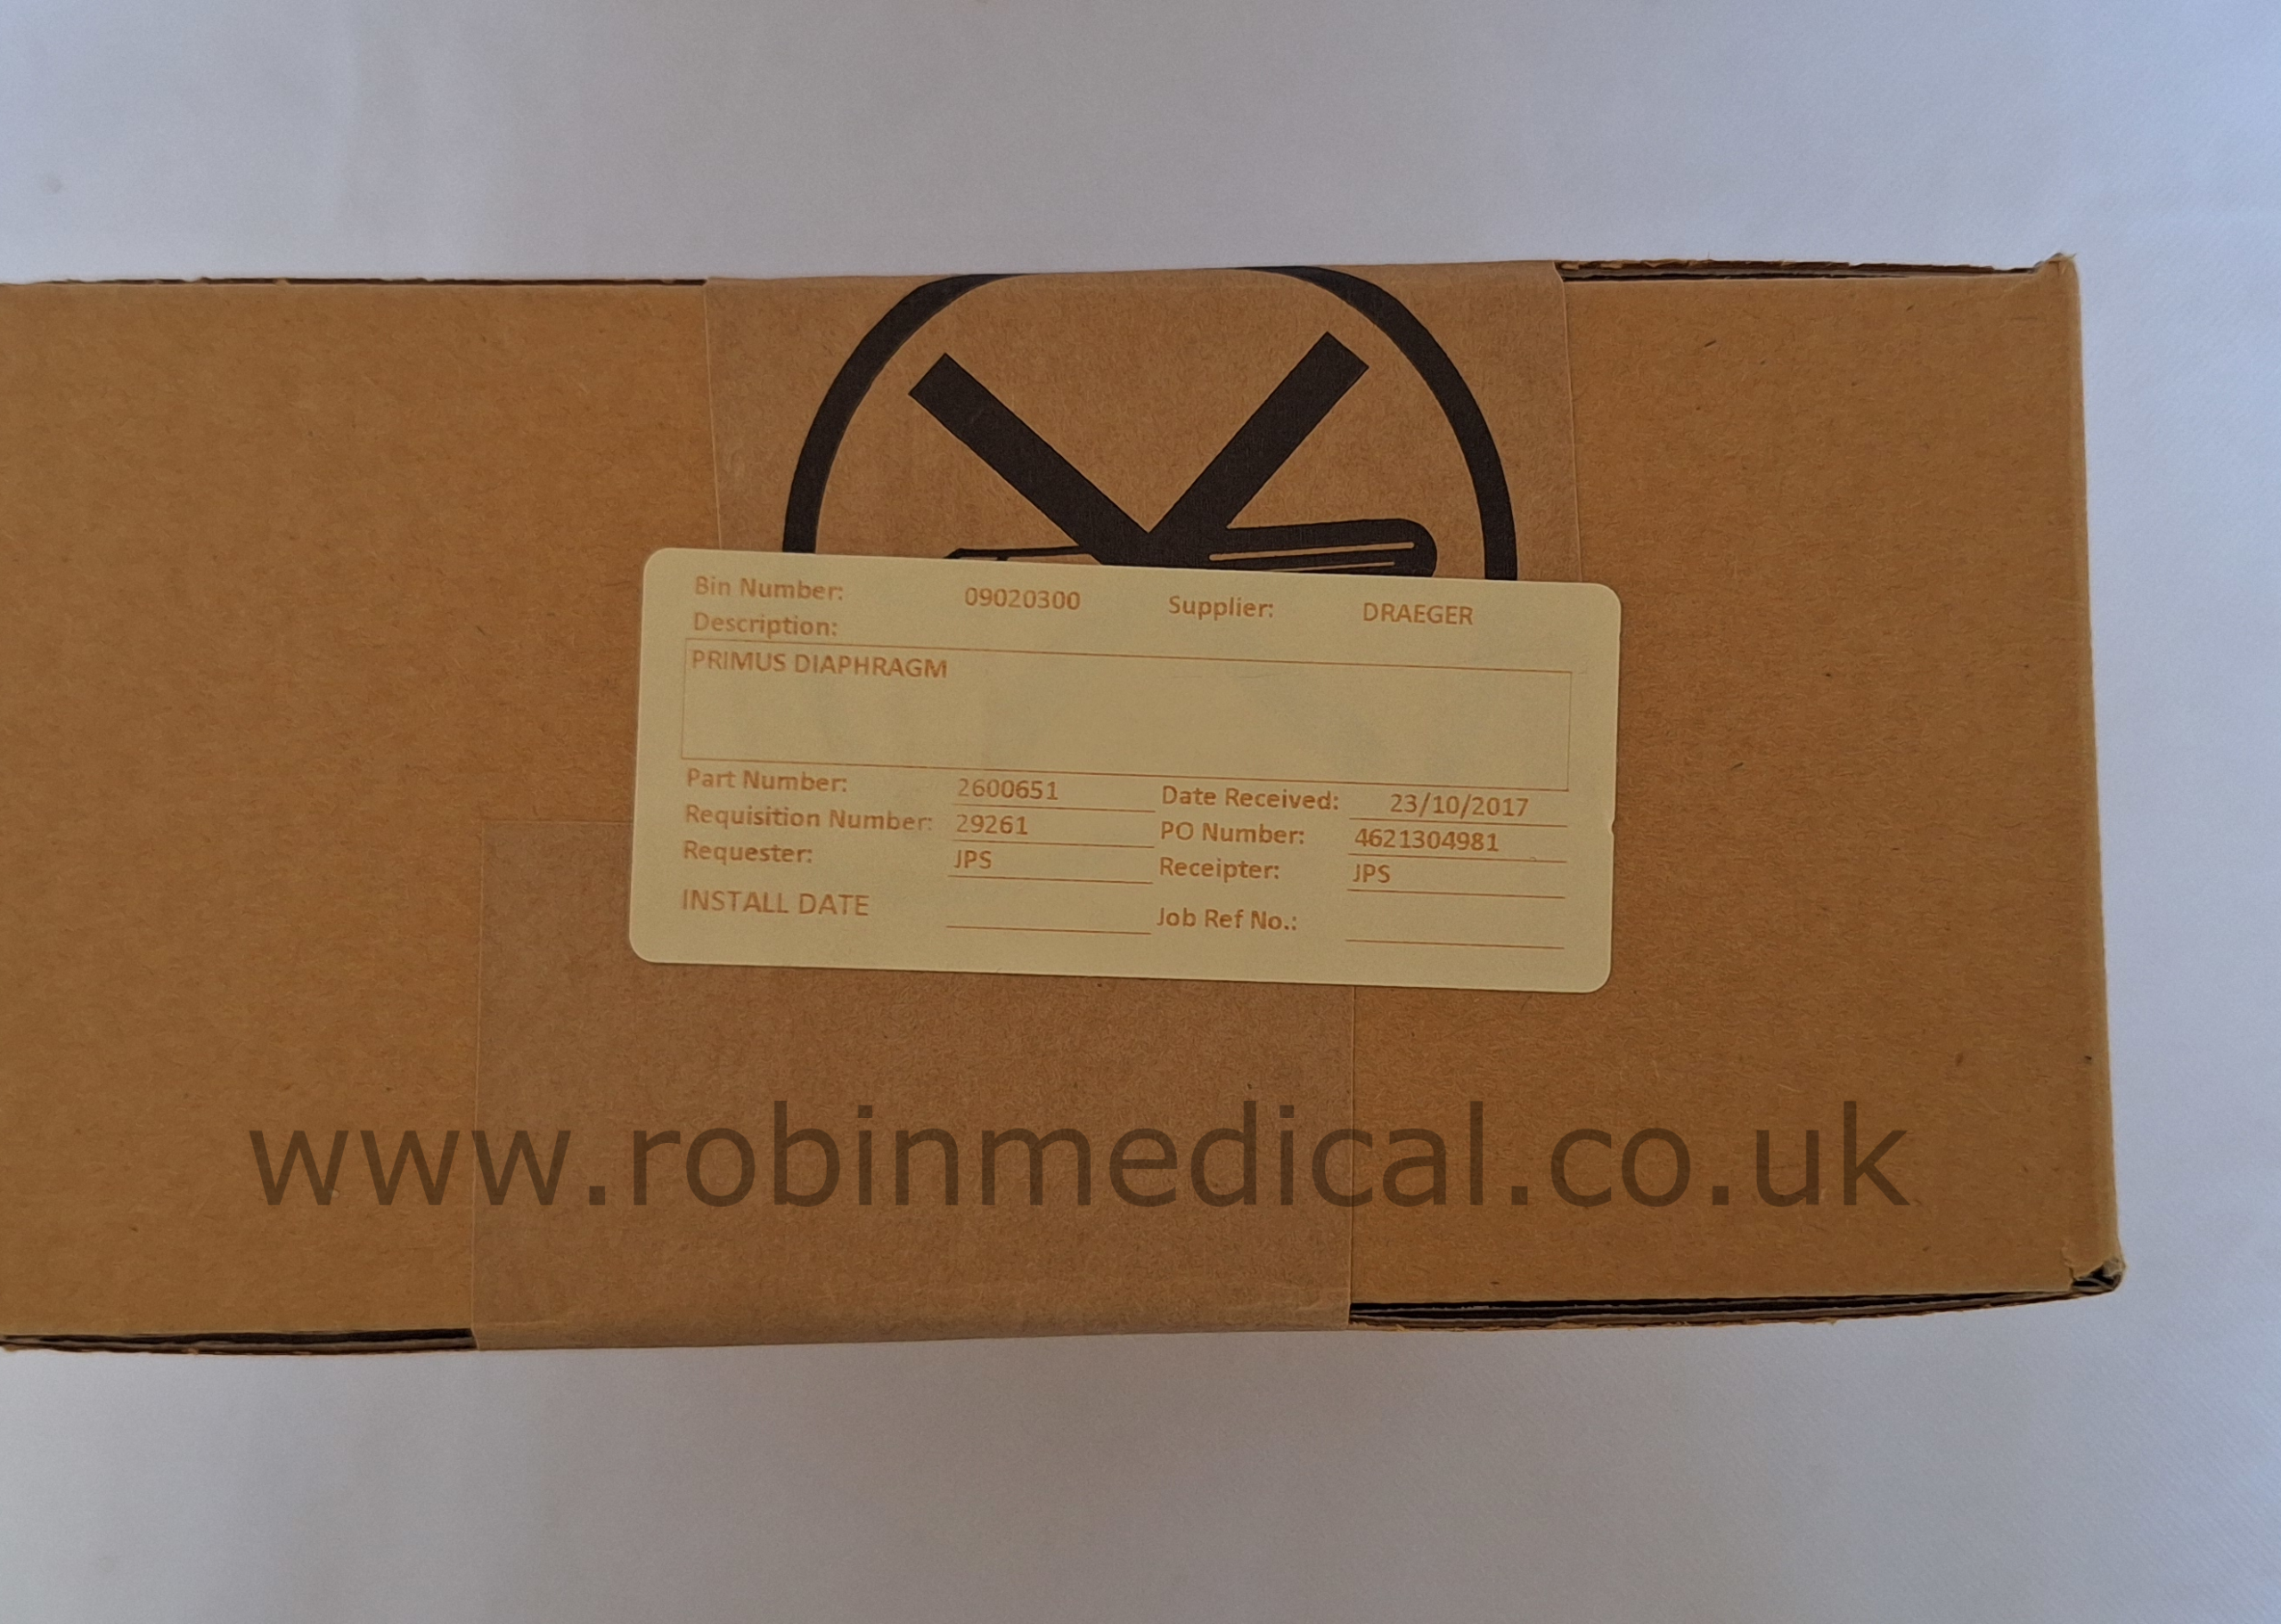 Bin Number: 09020300 Supplier: DRAEGER
Description:
PRIMUS DIAPHRAGM
Part Number: 2600651 Date Received: 23/10/2017
Requisition Number: 29261 PO Number: 4621304981
Requester: JPS Receipter: JPS
INSTALL DATE Job Ref No.:
www.robinmedical.co.uk